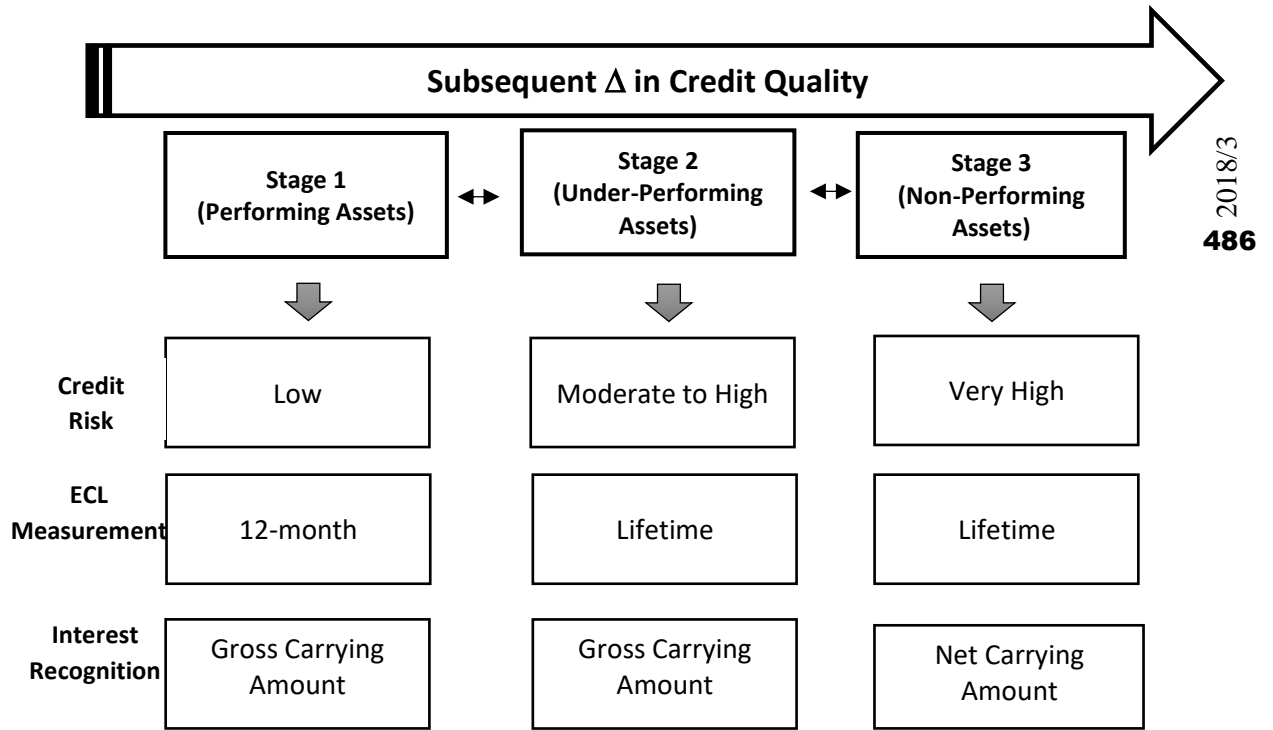 Subsequent Δ in Credit Quality
Stage 1
(Performing Assets)
Stage 2
(Under-Performing
Assets)
Stage 3
(Non-Performing
Assets)
2018/3
486
Credit
Risk
Low
Moderate to High
Very High
ECL
Measurement
12-month
Lifetime
Lifetime
Interest
Recognition
Gross Carrying
Amount
Gross Carrying
Amount
Net Carrying
Amount